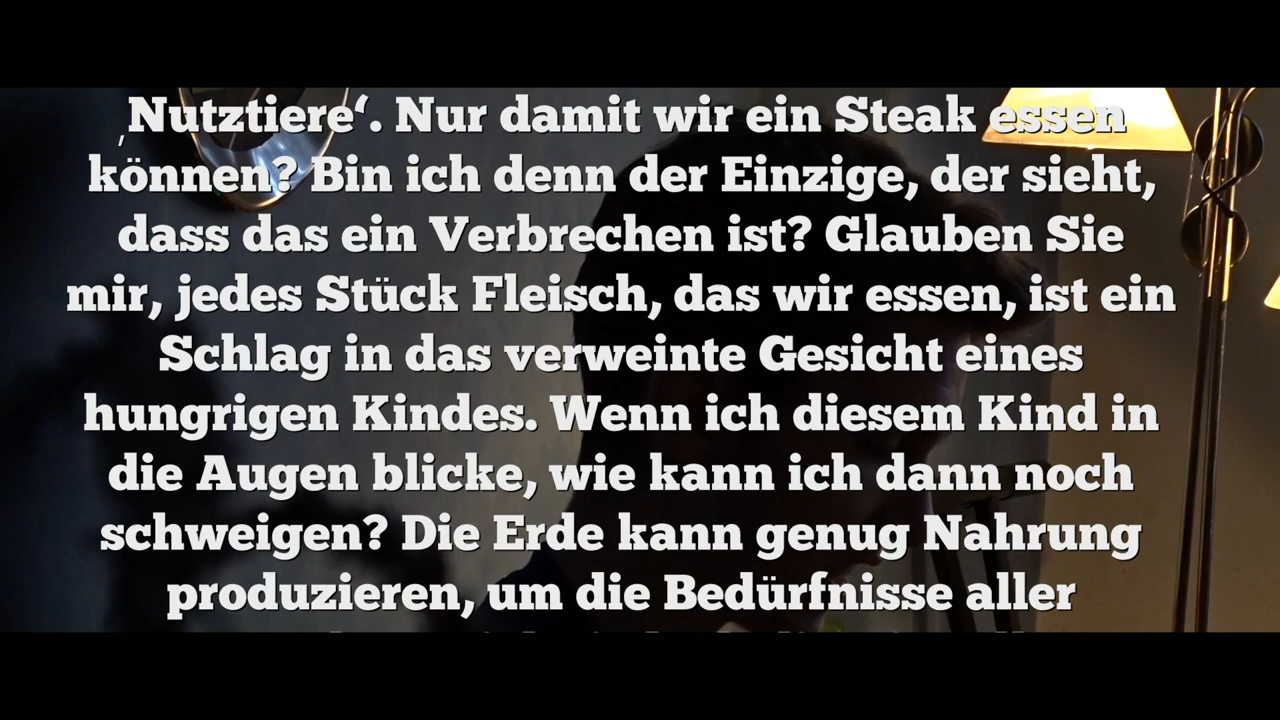 ‚Nutztiere‘. Nur damit wir ein Steak essen
können? Bin ich denn der Einzige, der sieht,
dass das ein Verbrechen ist? Glauben Sie
mir, jedes Stück Fleisch, das wir essen, ist ein
Schlag in das verweinte Gesicht eines
hungrigen Kindes. Wenn ich diesem Kind in
die Augen blicke, wie kann ich dann noch
schweigen? Die Erde kann genug Nahrung
produzieren, um die Bedürfnisse aller